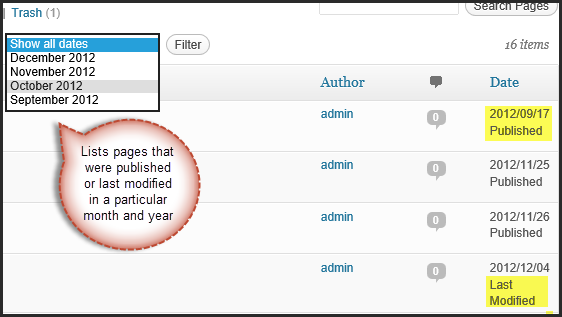 | Trash (1)
Search Pages
Show all dates
December 2012
November 2012
October 2012
September 2012
Filter
16 items
Author
Date
admin
0
2012/09/17
Published
Lists pages that
were published
or last modified
in a particular
month and year
admin
0
2012/11/25
Published
admin
0
2012/11/26
Published
admin
0
2012/12/04
Last
Modified